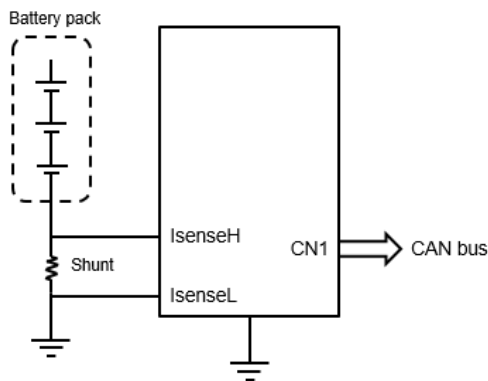 Battery pack
IsenseH
Shunt
IsenseL
CN1
CAN bus